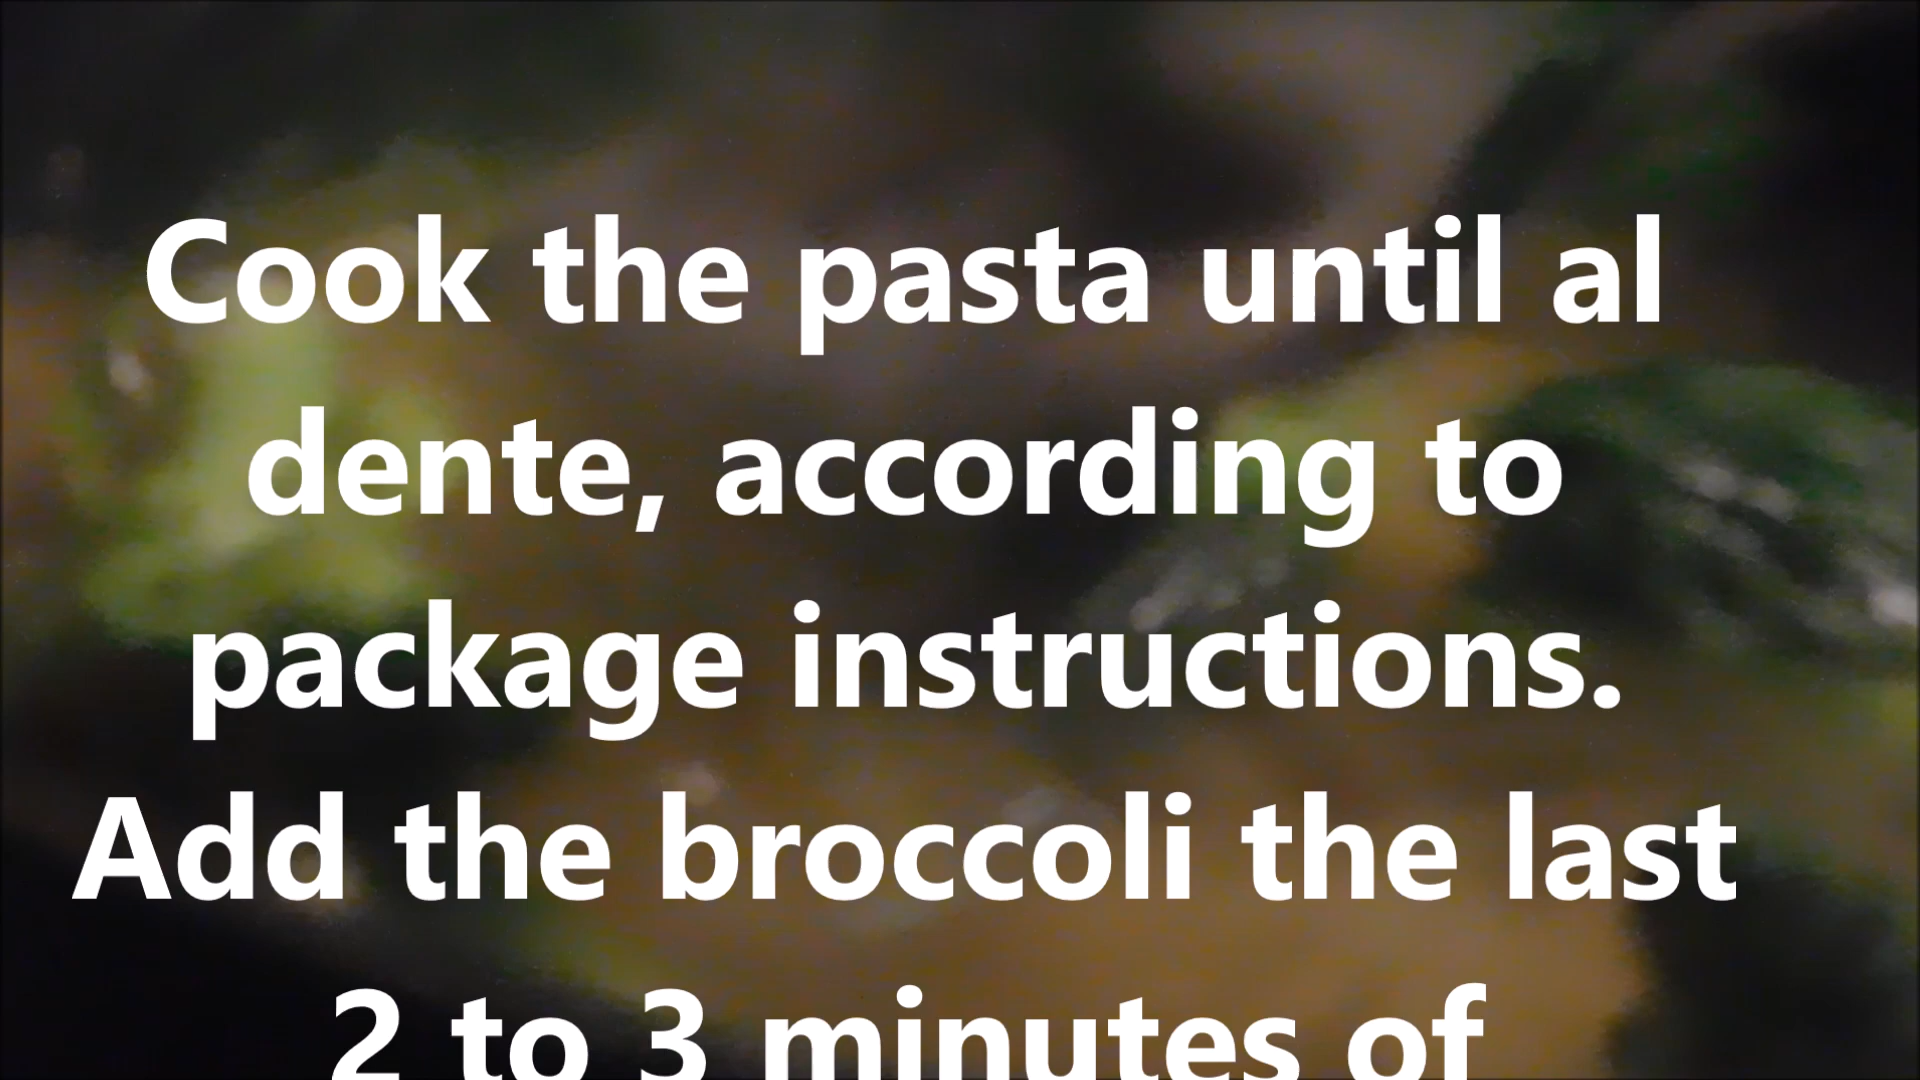 Cook the pasta until al
dente, according to
package instructions.
Add the broccoli the last
2 to 3 minutes of